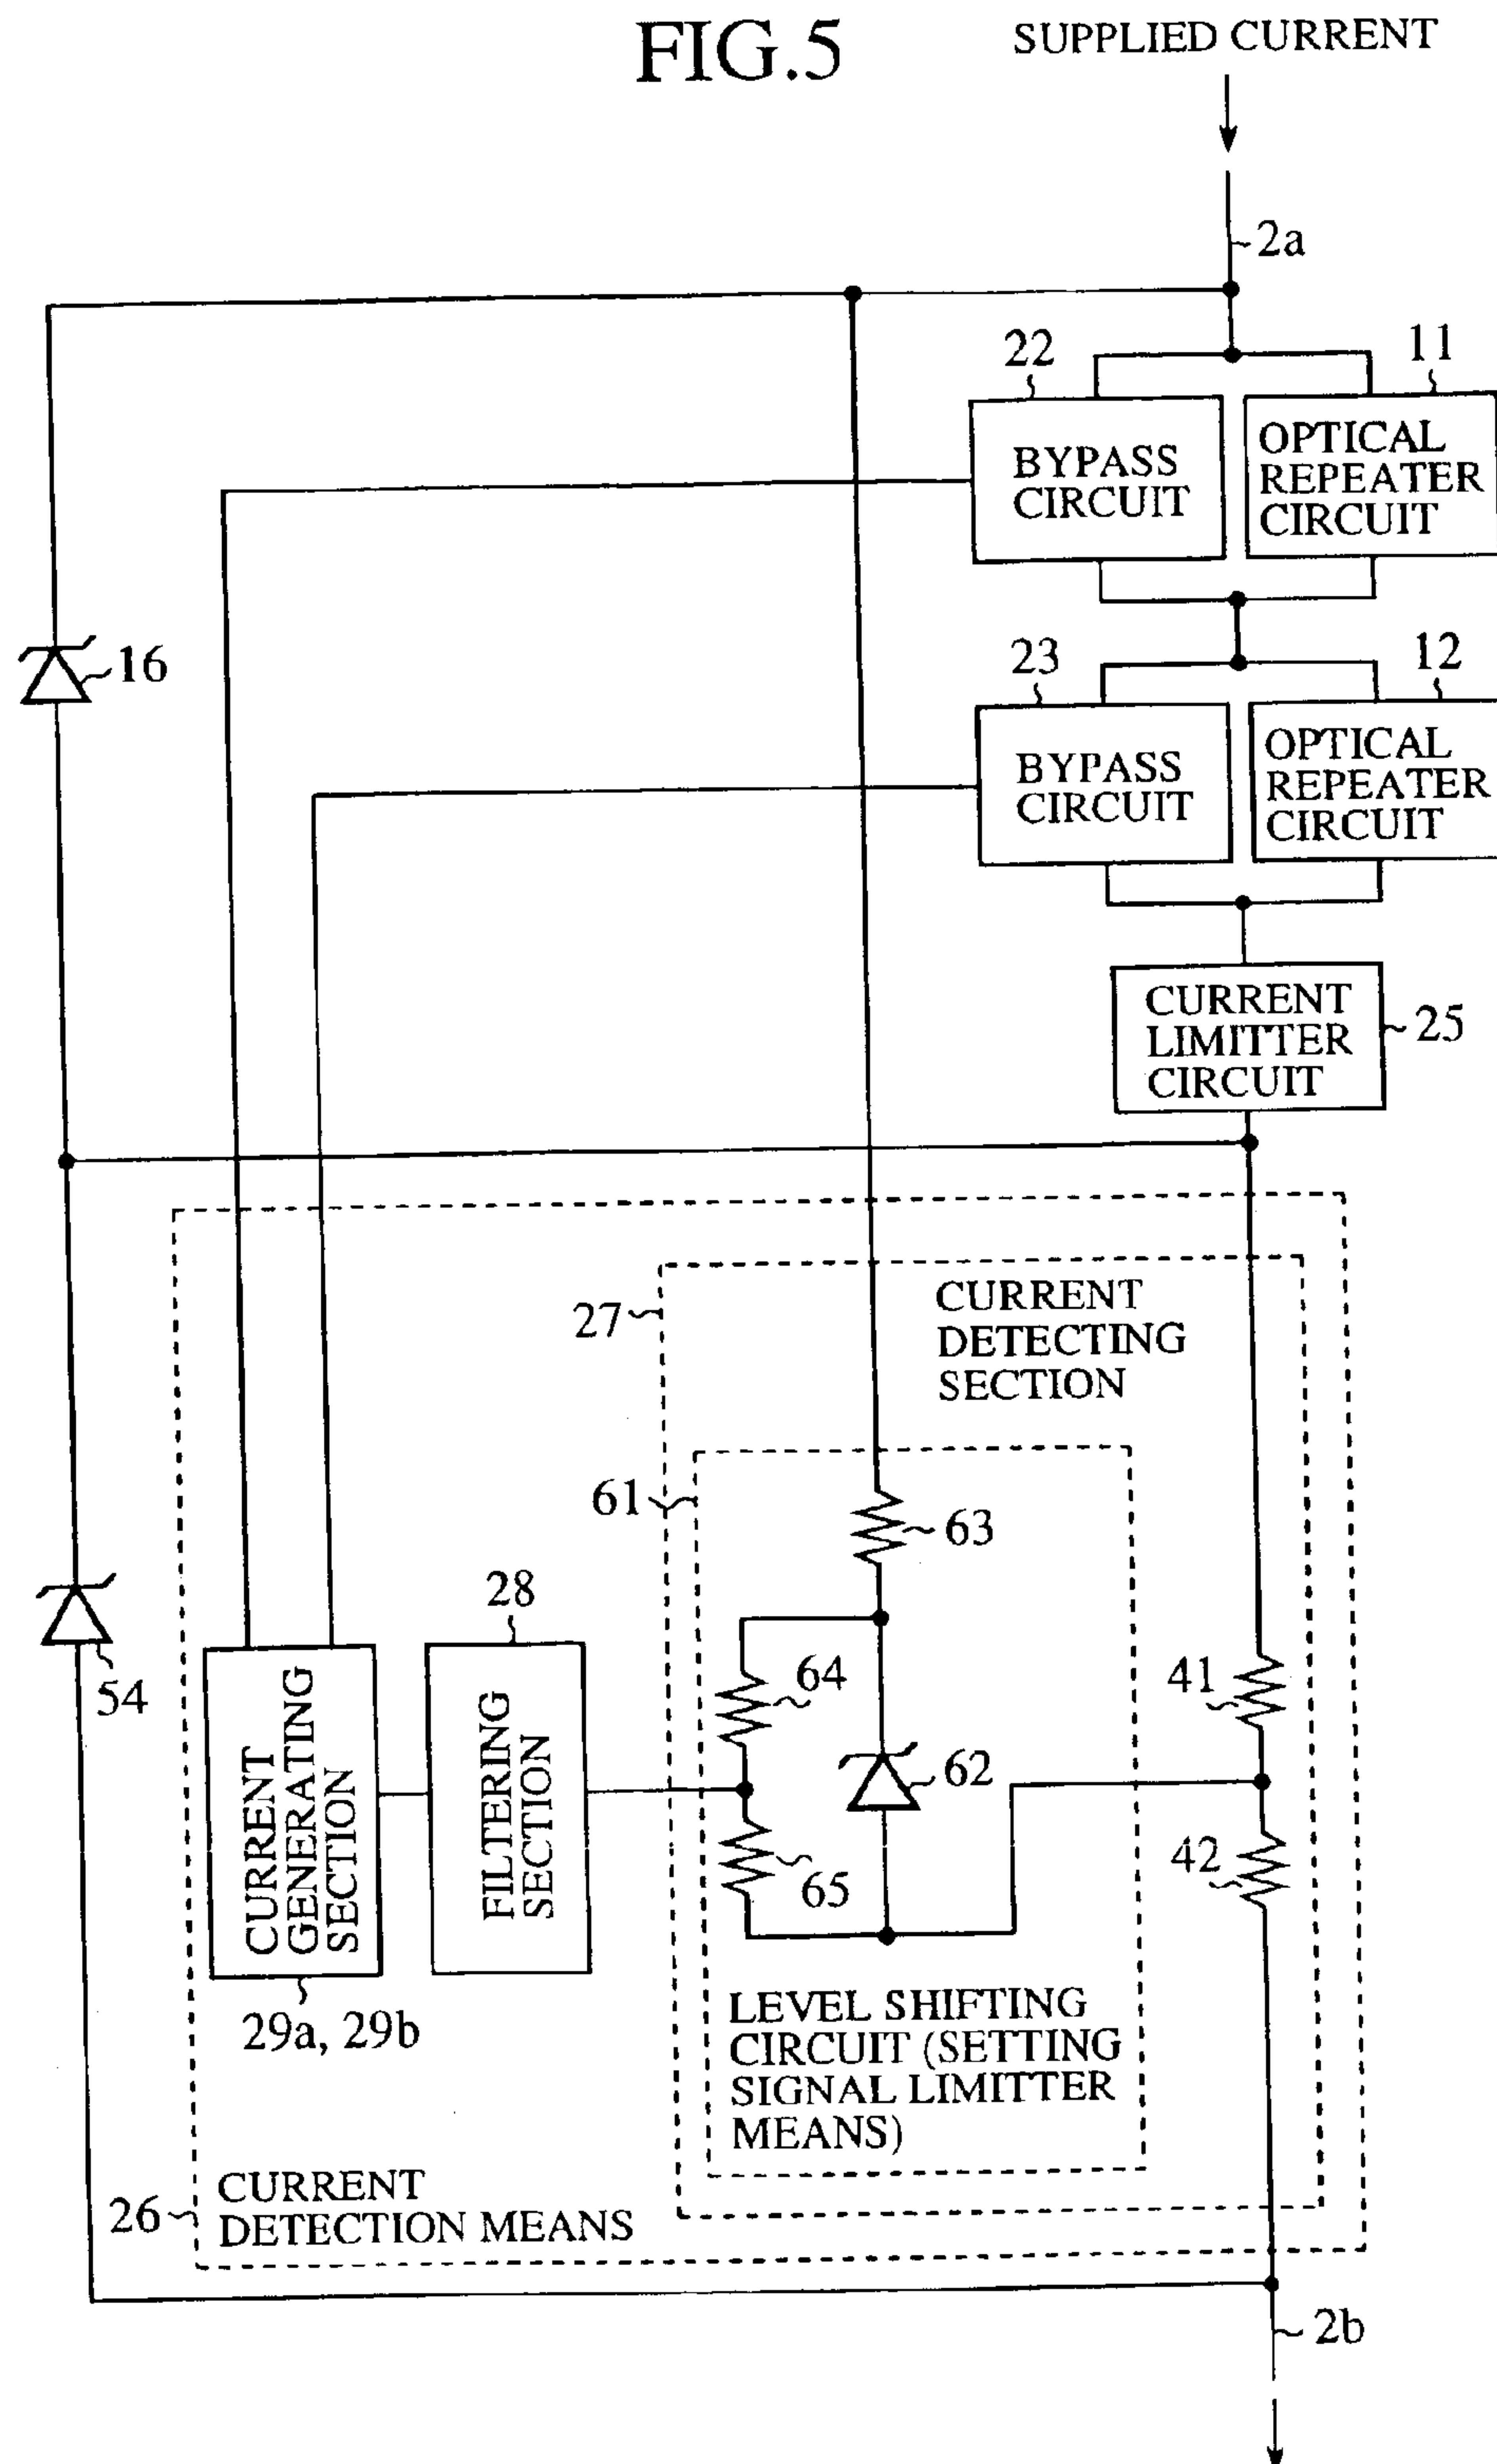 FIG.5
SUPPLIED CURRENT
2a
22
11
BYPASS
CIRCUIT
OPTICAL
REPEATER
CIRCUIT
16
23
12
BYPASS
CIRCUIT
OPTICAL
REPEATER
CIRCUIT
CURRENT
LIMITTER
CIRCUIT
25
27
CURRENT
DETECTING
SECTION
61
63
28
54
64
41
CURRENT
GENERATING
SECTION
FILTERING
SECTION
62
65
42
29a, 29b
LEVEL SHIFTING
CIRCUIT (SETTING
SIGNAL LIMITTER
MEANS)
26
CURRENT
DETECTION MEANS
2b